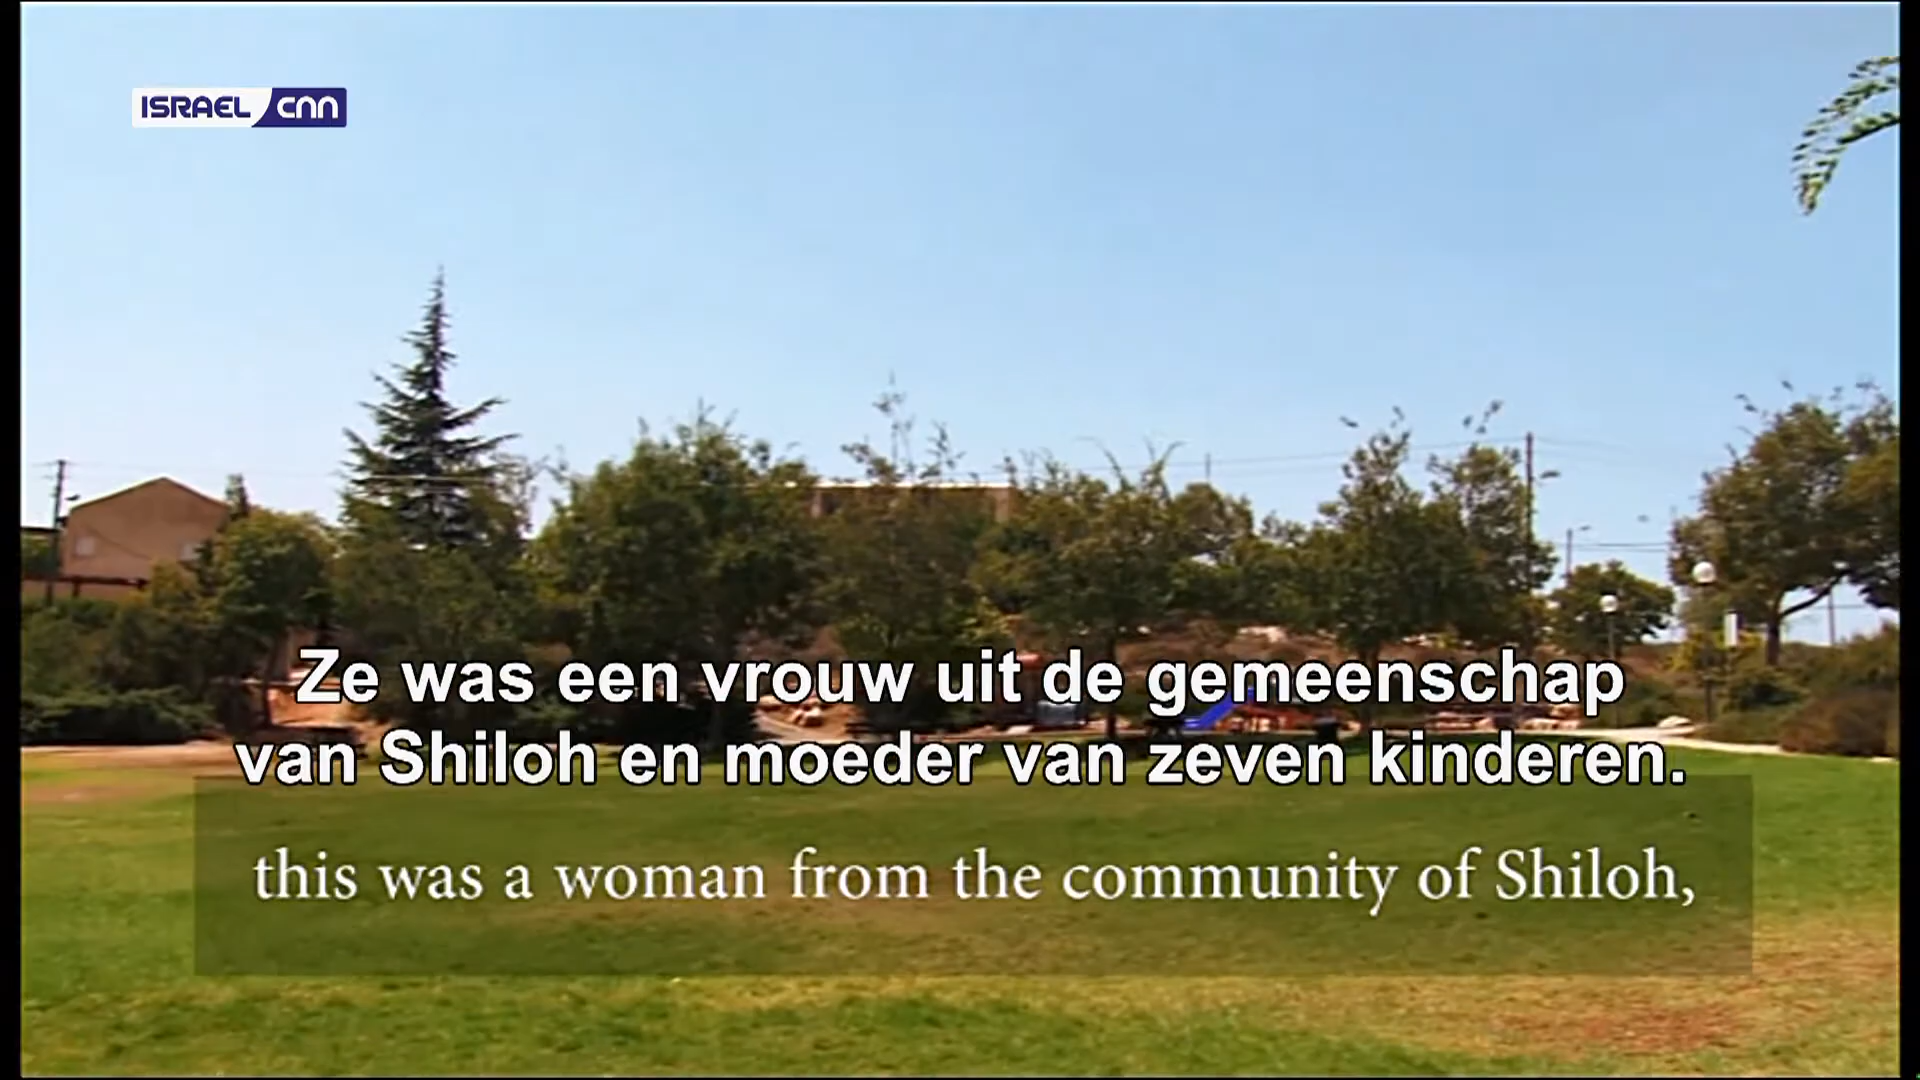 ISRAEL CNN
Ze was een vrouw uit de gemeenschap
van Shiloh en moeder van zeven kinderen.
this was a woman from the community of Shiloh,